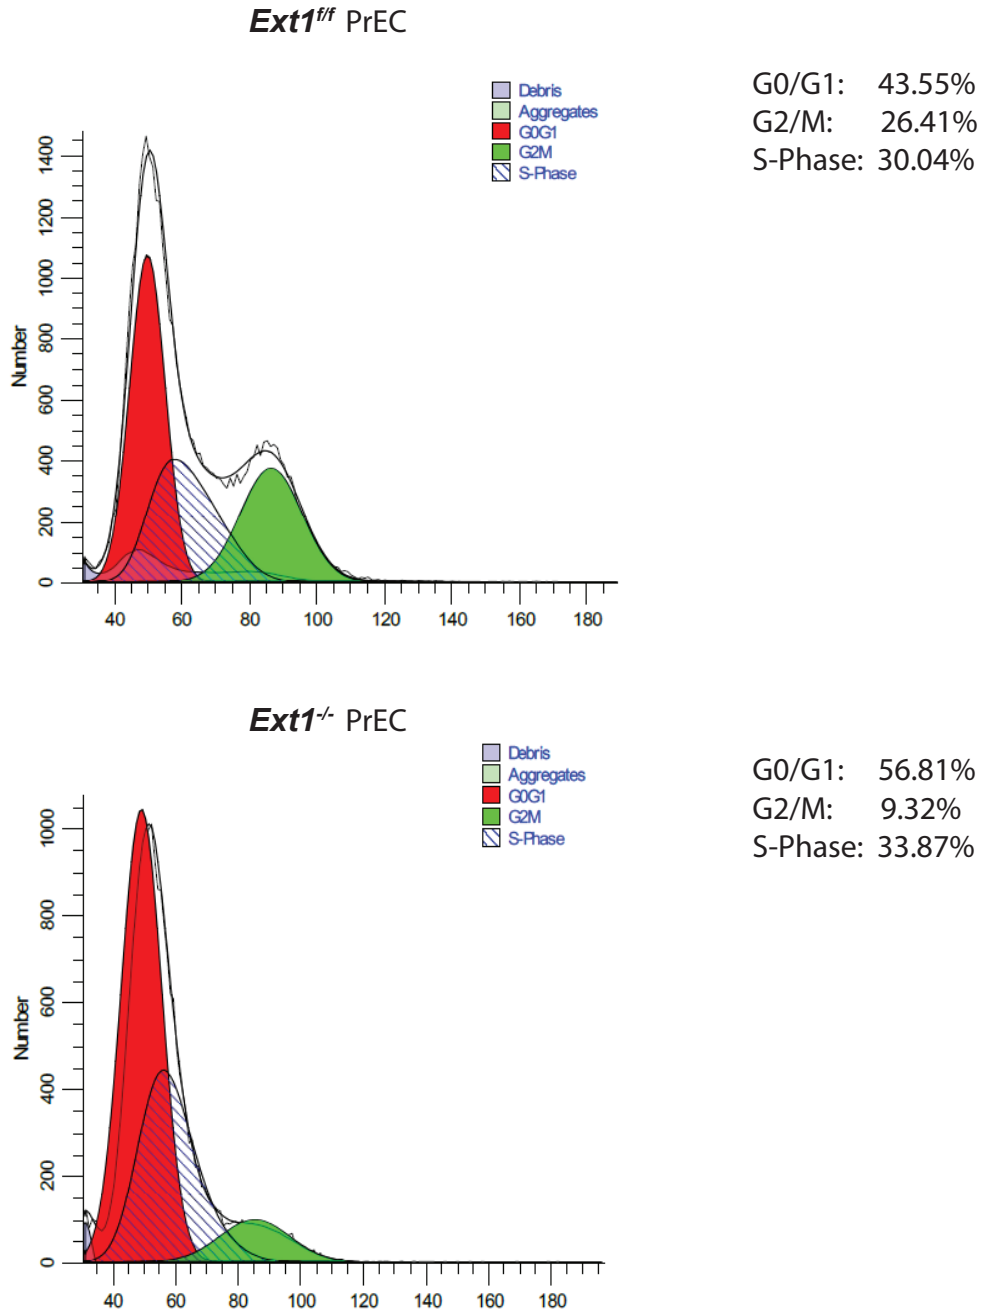 Ext1f/f PrEC
Debris
Aggregates
G0G1
G2M
S-Phase
G0/G1: 43.55%
G2/M: 26.41%
S-Phase: 30.04%
Number
1400
1200
1000
800
600
400
200
0
40 60 80 100 120 140 160 180
Ext1-/- PrEC
Debris
Aggregates
G0G1
G2M
S-Phase
G0/G1: 56.81%
G2/M: 9.32%
S-Phase: 33.87%
Number
1000
800
600
400
200
0
40 60 80 100 120 140 160 180